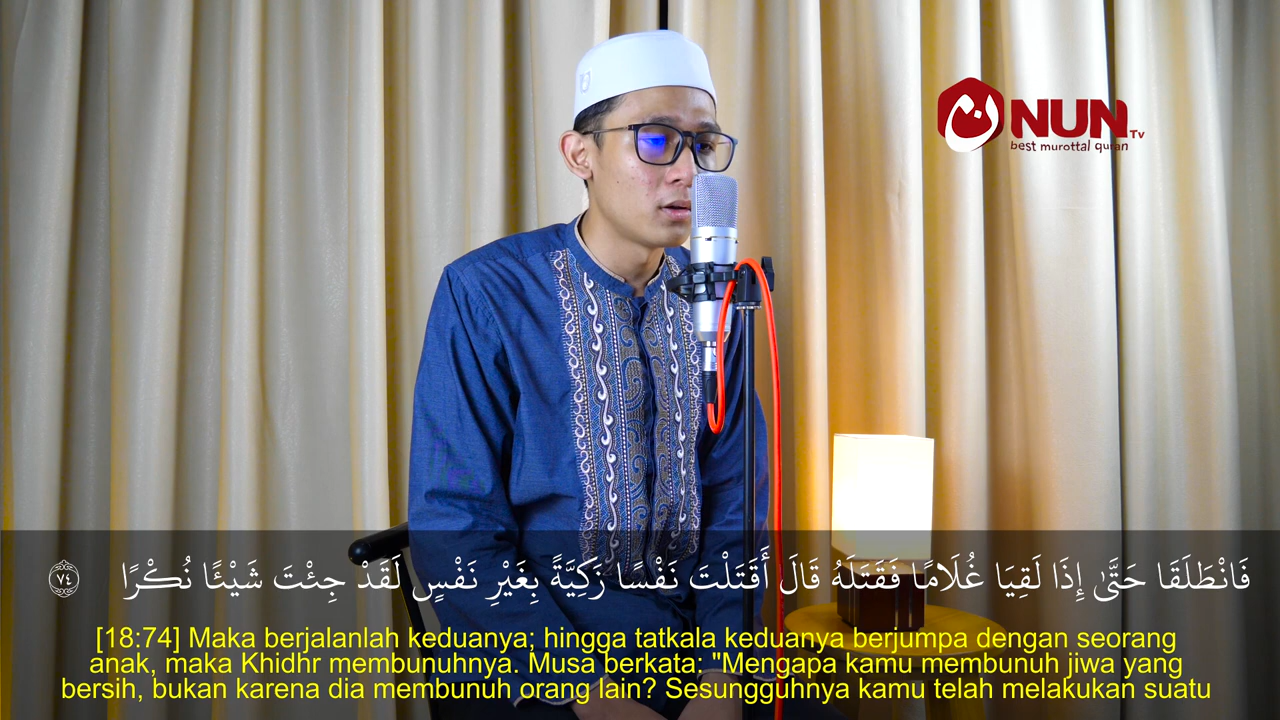 NUN Tv
best murottal quran
فَانْطَلَقَا حَتَّىٰ إِذَا لَقِيَا غُلَامًا فَقَتَلَهُ قَالَ أَقَتَلْتَ نَفْسًا زَكِيَّةً بِغَيْرِ نَفْسٍ لَقَدْ جِئْتَ شَيْئًا نُكْرًا ٧٤
[18:74] Maka berjalanlah keduanya; hingga tatkala keduanya berjumpa dengan seorang
anak, maka Khidhr membunuhnya. Musa berkata: "Mengapa kamu membunuh jiwa yang
bersih, bukan karena dia membunuh orang lain? Sesungguhnya kamu telah melakukan suatu